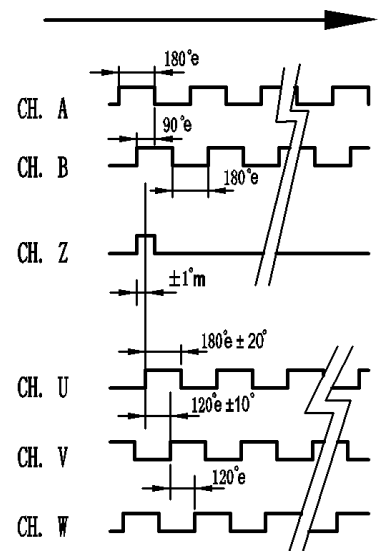 180°e
CH. A
90°e
CH. B
180°e
CH. Z
±1°m
180°e ± 20°
CH. U
120°e ±10°
CH. V
120°e
CH. W